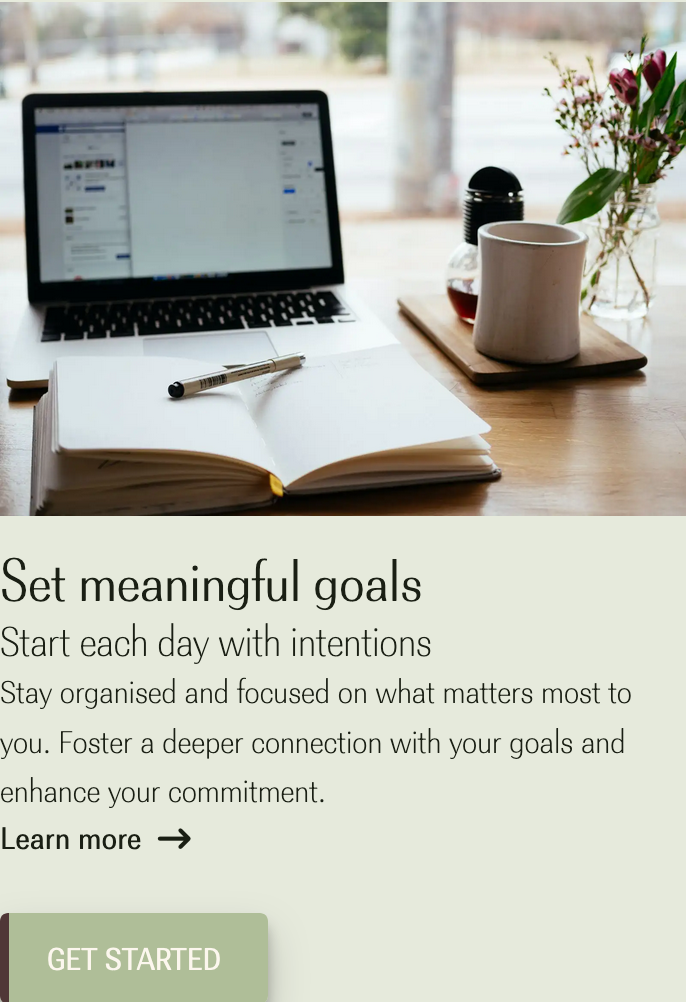 Set meaningful goals
Start each day with intentions
Stay organised and focused on what matters most to
you. Foster a deeper connection with your goals and
enhance your commitment.
Learn more →
GET STARTED